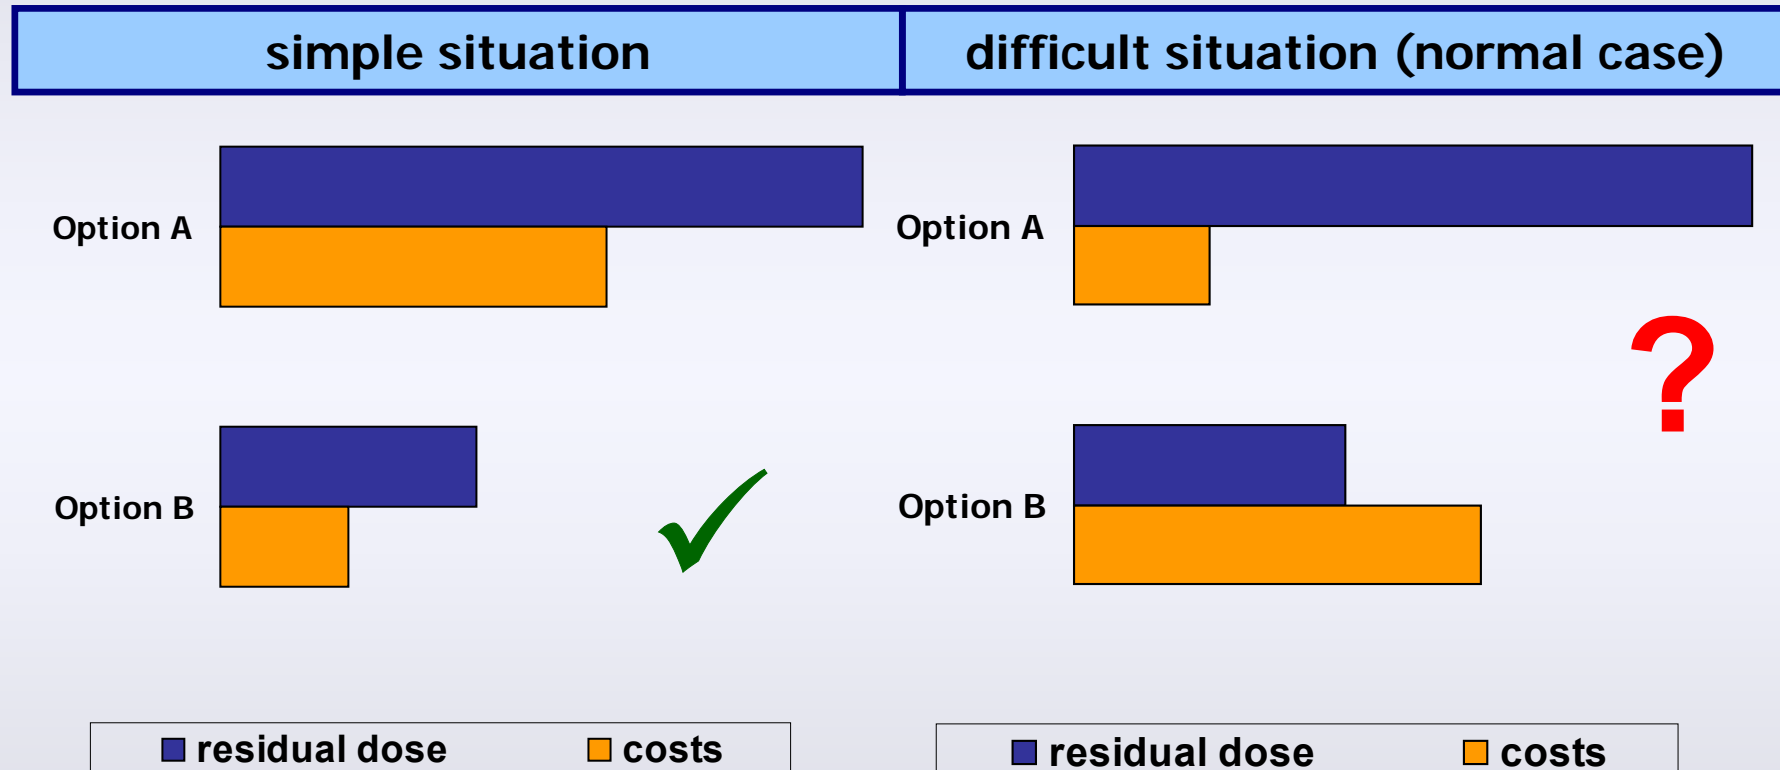 simple situation
difficult situation (normal case)
Option A
Option A
?
Option B
Option B
residual dose costs
residual dose costs